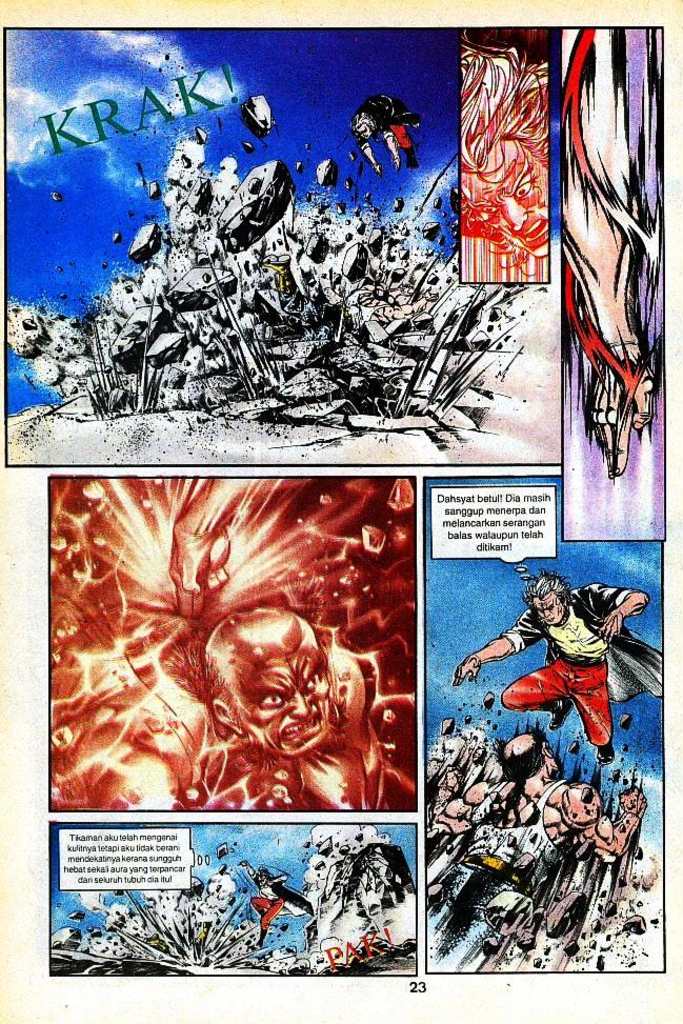 KRAK!
Dahsyat betul! Dia masih
sanggup menerpa dan
melancarkan serangan
balas walaupun telah
ditikam!
Tikaman aku telah mengenai
kulitnya tetapi aku tak berani
mendekatinya kerana sungguh
hebat sekali aura yang terpancar
dari seluruh tubuh dia itu!
PAK!
23